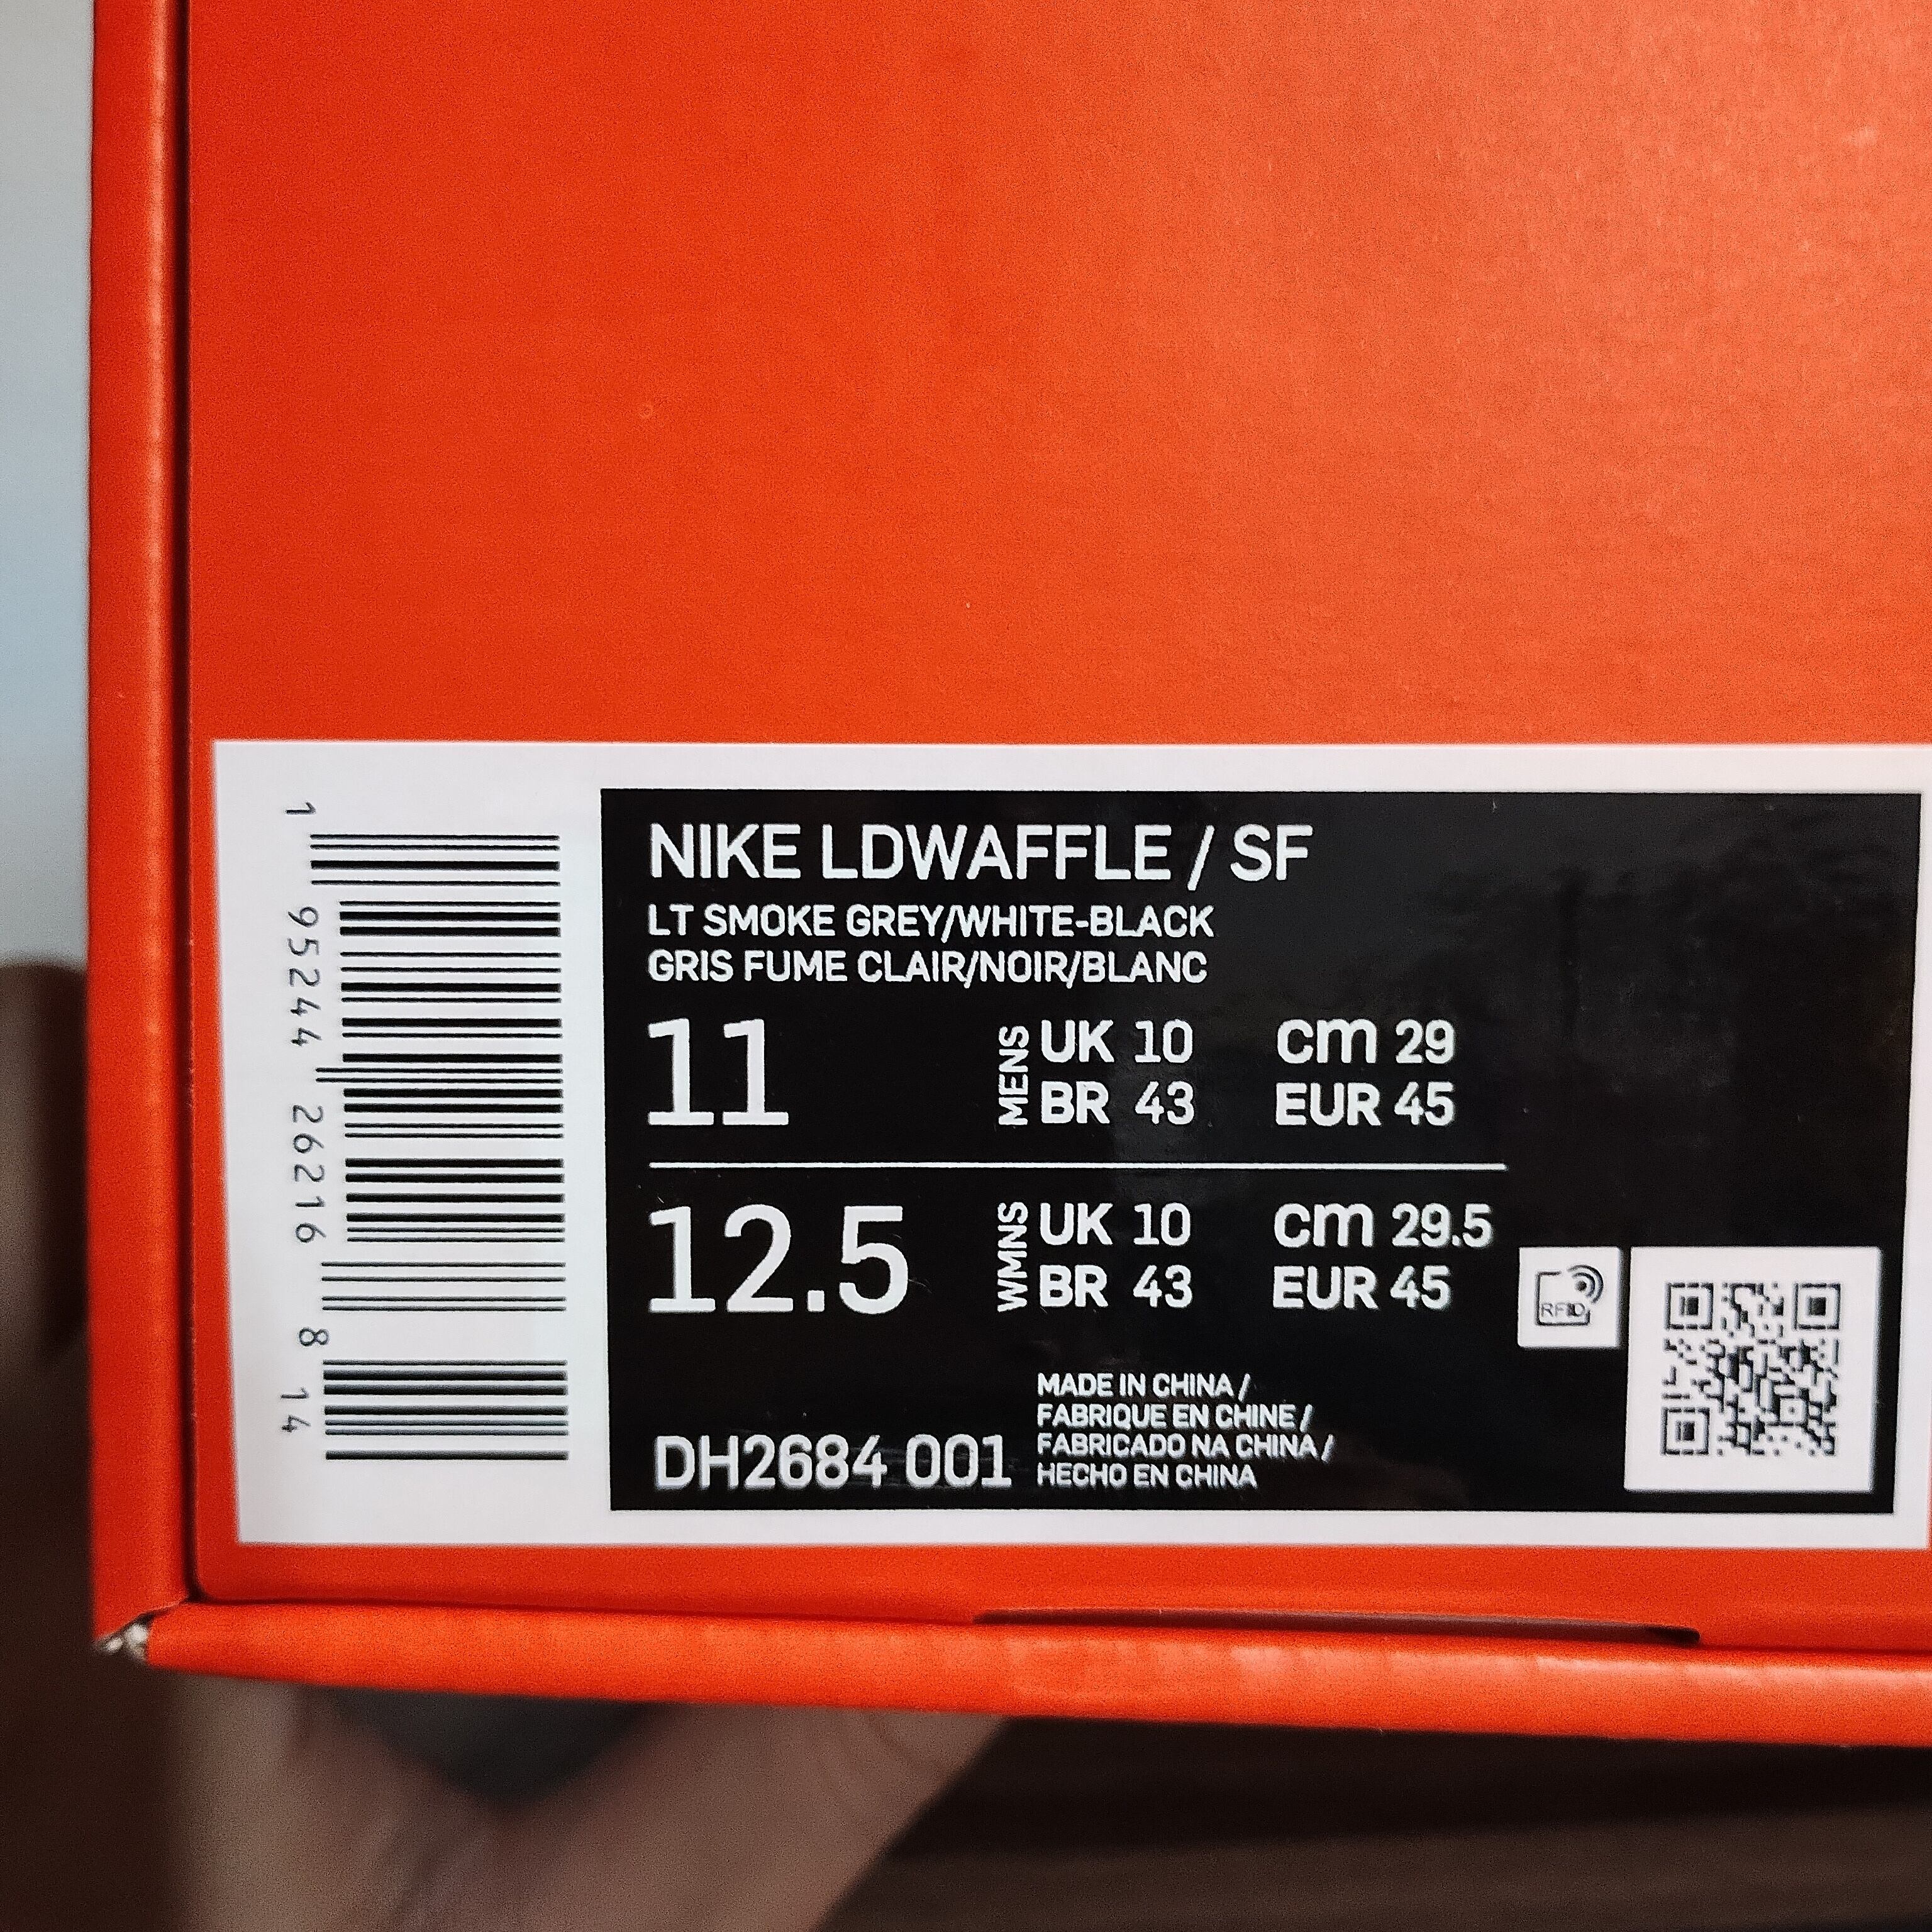 1 95244 26216 8 14
NIKE LDWAFFLE / SF
LT SMOKE GREY/WHITE-BLACK
GRIS FUME CLAIR/NOIR/BLANC
11
MENS
UK 10 cm 29
BR 43 EUR 45
12.5
WMNS
UK 10 cm 29.5
BR 43 EUR 45
RFID
DH2684 001
MADE IN CHINA /
FABRIQUE EN CHINE /
FABRICADO NA CHINA /
HECHO EN CHINA